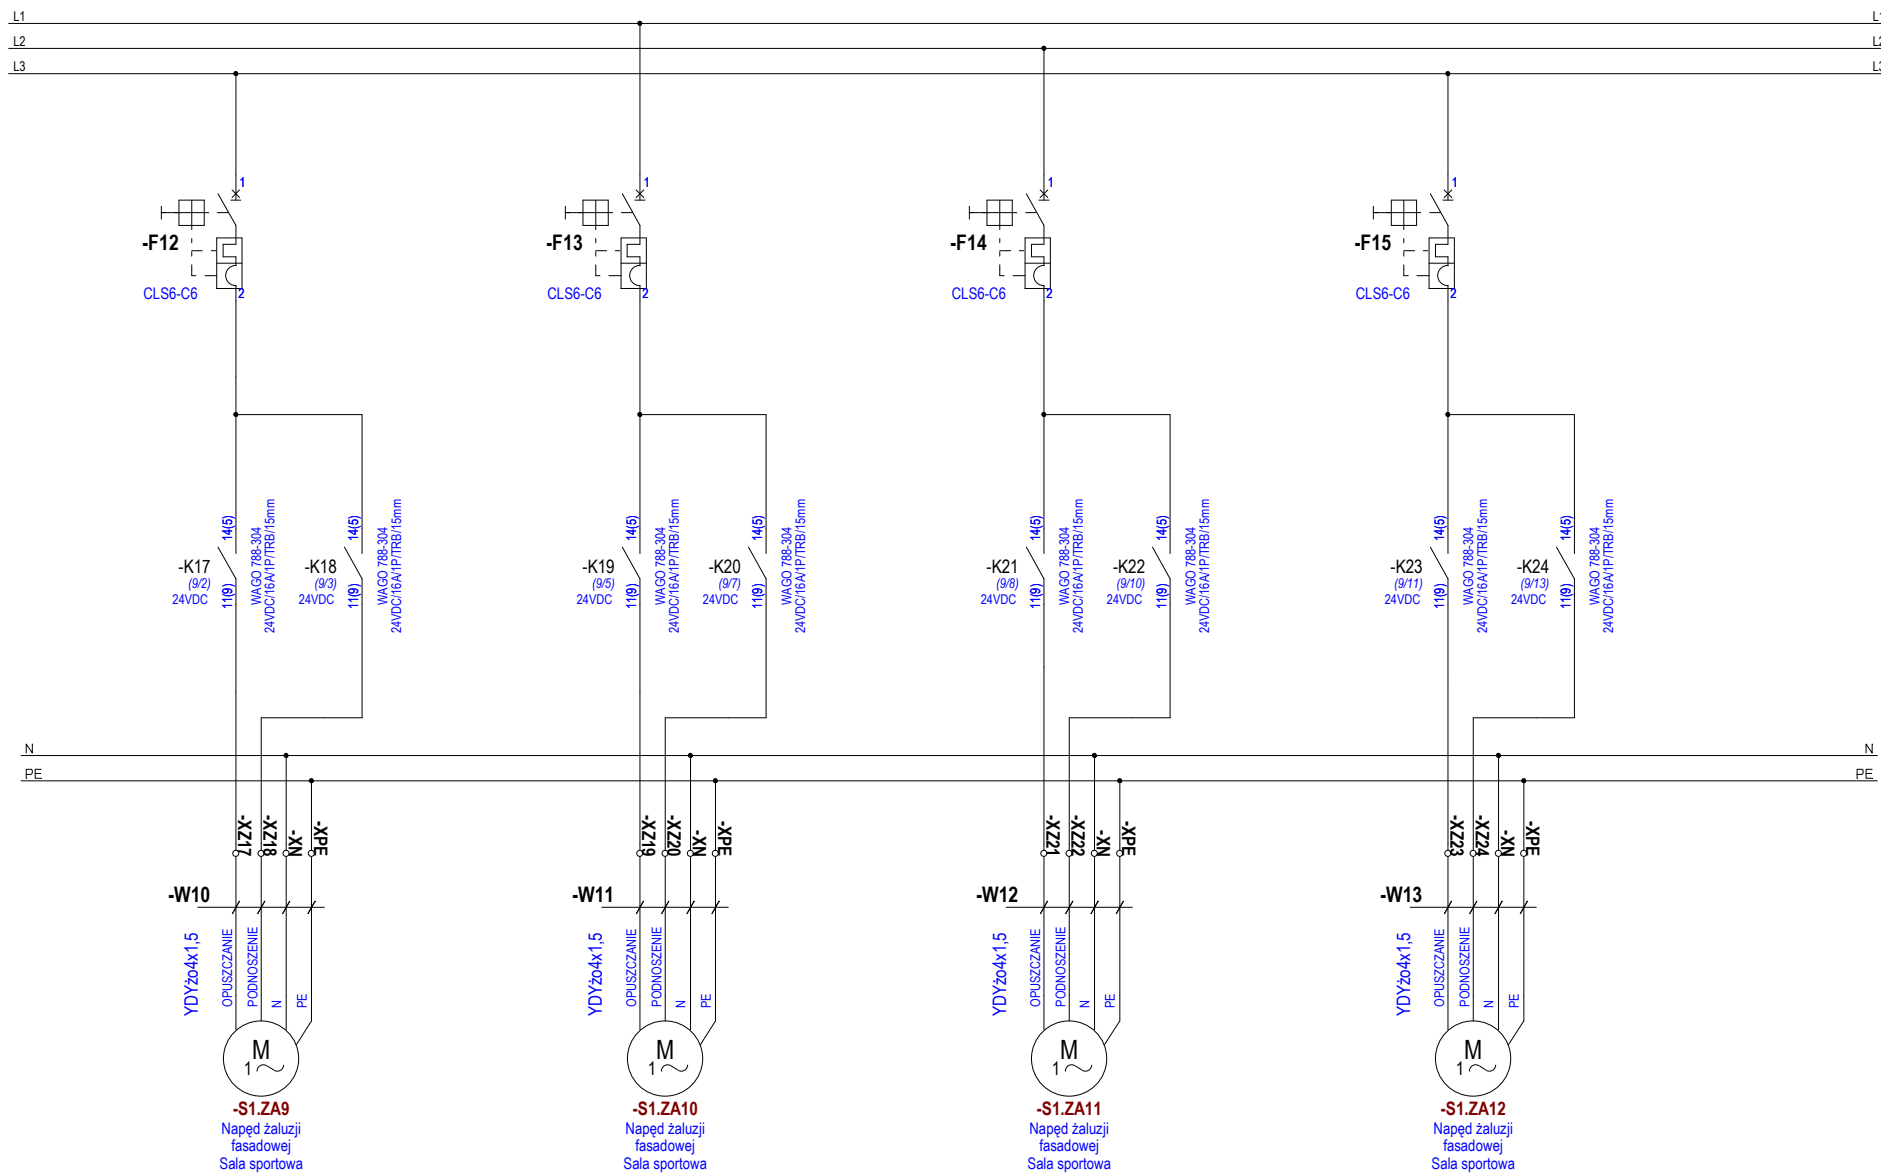 L1
L1
L2
L2
L3
L3
1
-F12
2
CLS6-C6
1
-F13
2
CLS6-C6
1
-F14
2
CLS6-C6
1
-F15
2
CLS6-C6
-K17
(9/2)
24VDC
14(5)
11(9)
WAGO 788-304
24VDC/16A/1P/TRB/15mm
-K18
(9/3)
24VDC
14(5)
11(9)
WAGO 788-304
24VDC/16A/1P/TRB/15mm
-K19
(9/5)
24VDC
14(5)
11(9)
WAGO 788-304
24VDC/16A/1P/TRB/15mm
-K20
(9/7)
24VDC
14(5)
11(9)
WAGO 788-304
24VDC/16A/1P/TRB/15mm
-K21
(9/8)
24VDC
14(5)
11(9)
WAGO 788-304
24VDC/16A/1P/TRB/15mm
-K22
(9/10)
24VDC
14(5)
11(9)
WAGO 788-304
24VDC/16A/1P/TRB/15mm
-K23
(9/11)
24VDC
14(5)
11(9)
WAGO 788-304
24VDC/16A/1P/TRB/15mm
-K24
(9/13)
24VDC
14(5)
11(9)
WAGO 788-304
24VDC/16A/1P/TRB/15mm
N
N
PE
PE
-XZ17
-XZ18
-XN
-XPE
-XZ19
-XZ20
-XN
-XPE
-XZ21
-XZ22
-XN
-XPE
-XZ23
-XZ24
-XN
-XPE
-W10
YDYżo4x1,5
OPUSZCZANIE
PODNOSZENIE
N
PE
-W11
YDYżo4x1,5
OPUSZCZANIE
PODNOSZENIE
N
PE
-W12
YDYżo4x1,5
OPUSZCZANIE
PODNOSZENIE
N
PE
-W13
YDYżo4x1,5
OPUSZCZANIE
PODNOSZENIE
N
PE
M
1
-S1.ZA9
Napęd żaluzji
fasadowej
Sala sportowa
M
1
-S1.ZA10
Napęd żaluzji
fasadowej
Sala sportowa
M
1
-S1.ZA11
Napęd żaluzji
fasadowej
Sala sportowa
M
1
-S1.ZA12
Napęd żaluzji
fasadowej
Sala sportowa